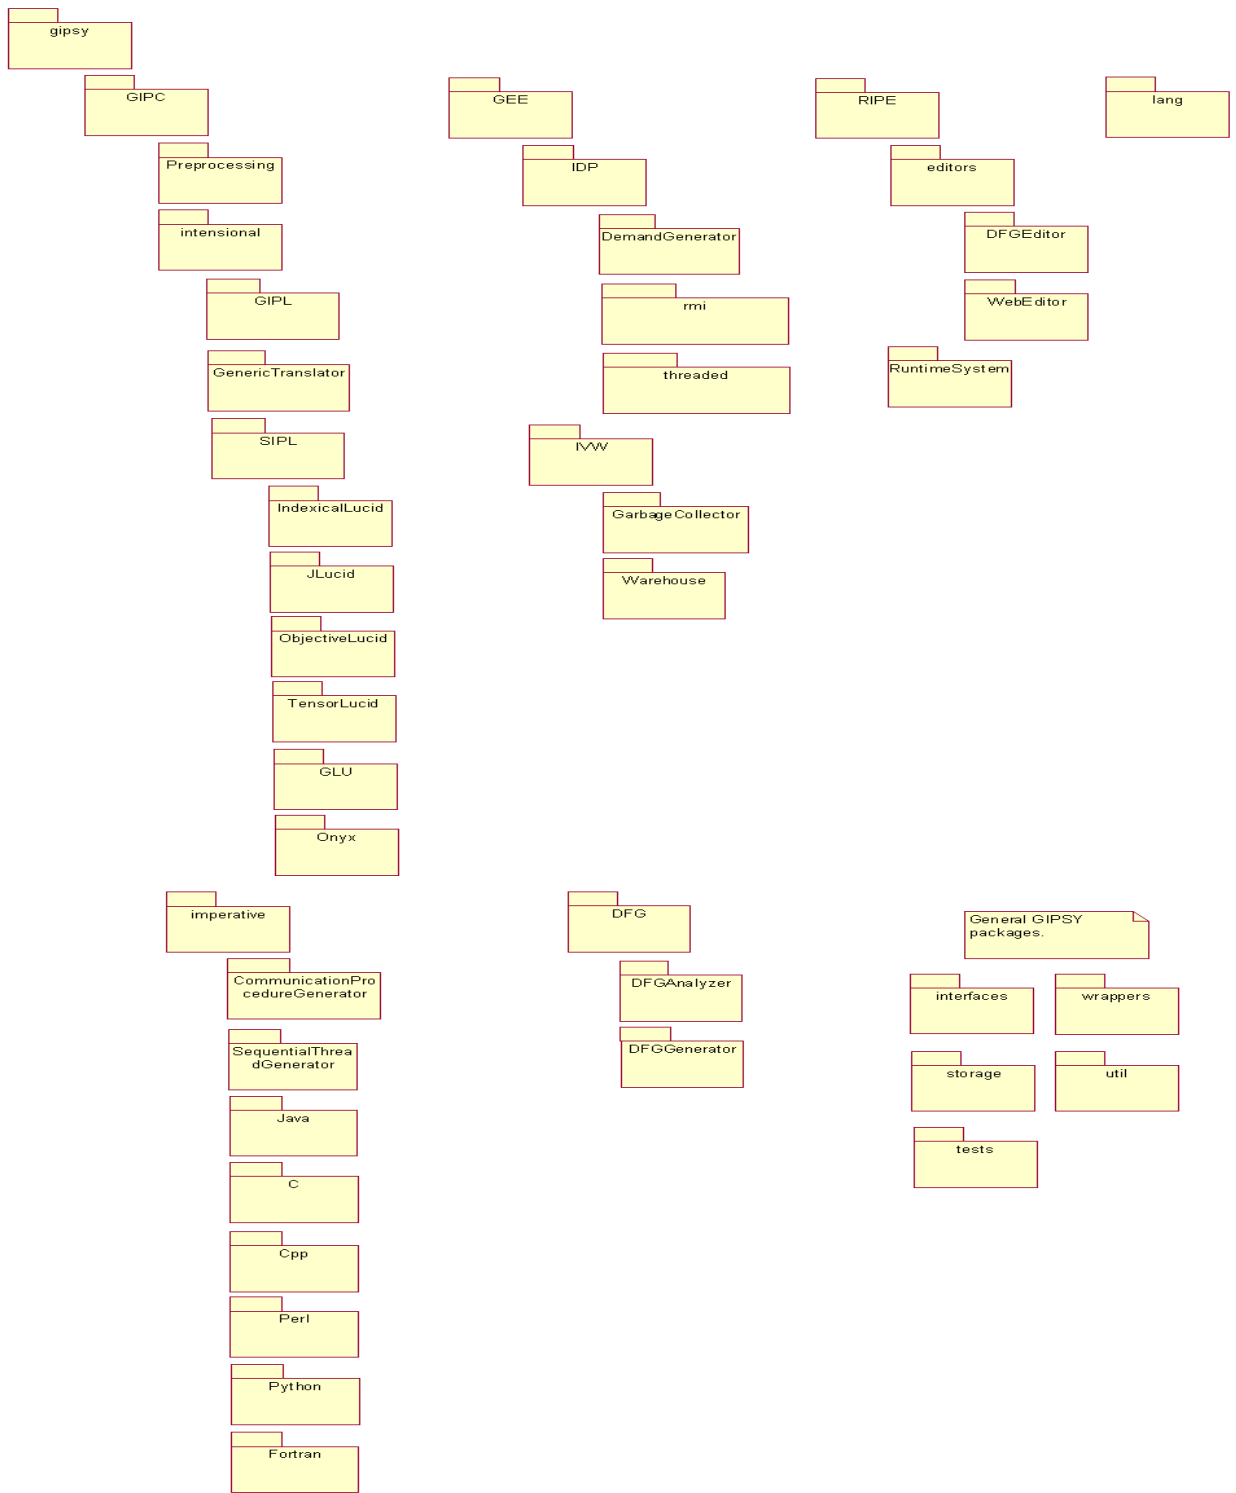 gipsy
GIPC
Preprocessing
intensional
GIPL
GenericTranslator
SIPL
IndexicalLucid
JLucid
ObjectiveLucid
TensorLucid
GLU
Onyx
imperative
CommunicationPro
cedureGenerator
SequentialThrea
dGenerator
Java
C
Cpp
Perl
Python
Fortran
GEE
IDP
DemandGenerator
rmi
threaded
IVW
GarbageCollector
Warehouse
DFG
DFGAnalyzer
DFGGenerator
RIPE
editors
DFGEditor
WebEditor
RuntimeSystem
lang
General GIPSY
packages.
interfaces
wrappers
storage
util
tests